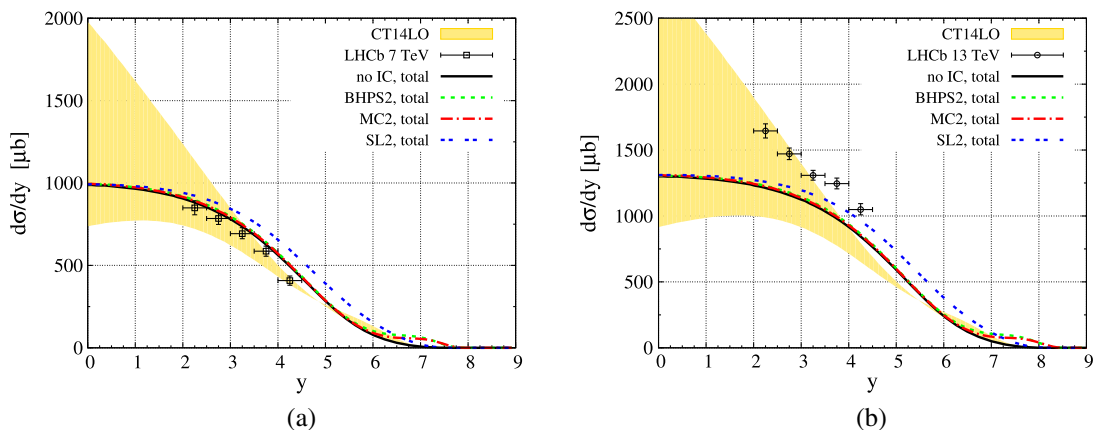 2000
1500
1000
500
0
dσ/dy [μb]
CT14LO
LHCb 7 TeV
no IC, total
BHPS2, total
MC2, total
SL2, total
0 1 2 3 4 5 6 7 8 9
y
(a)
2500
2000
1500
1000
500
0
dσ/dy [μb]
CT14LO
LHCb 13 TeV
no IC, total
BHPS2, total
MC2, total
SL2, total
0 1 2 3 4 5 6 7 8 9
y
(b)